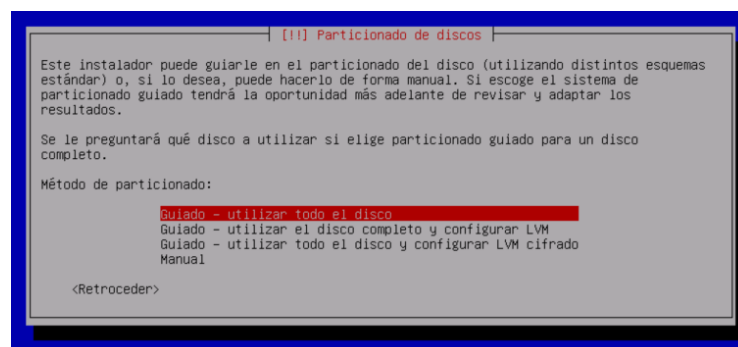 [!!] Particionado de discos
Este instalador puede guiarle en el particionado del disco (utilizando distintos esquemas
estándar) o, si lo desea, puede hacerlo de forma manual. Si escoge el sistema de
particionado guiado tendrá la oportunidad más adelante de revisar y adaptar los
resultados.
Se le preguntará qué disco a utilizar si elige particionado guiado para un disco
completo.
Método de particionado:
Guiado - utilizar todo el disco
Guiado - utilizar el disco completo y configurar LVM
Guiado - utilizar todo el disco y configurar LVM cifrado
Manual
<Retroceder>